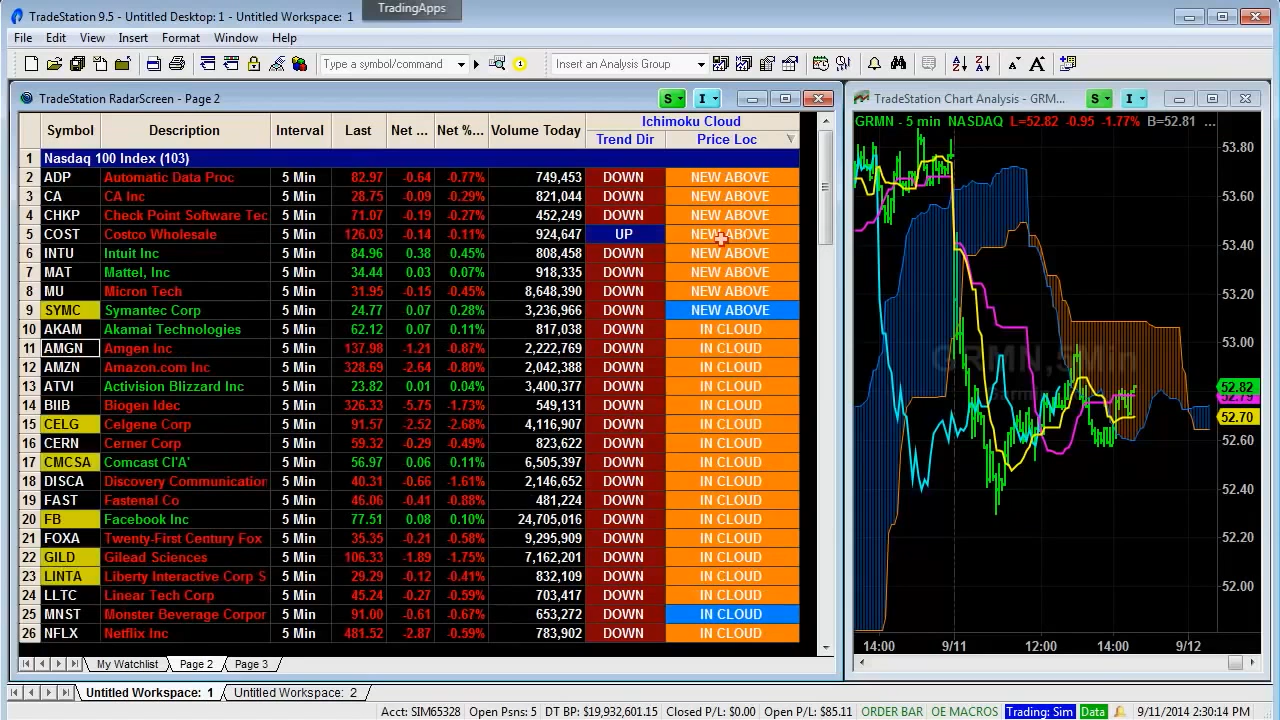 TradeStation 9.5 - Untitled Desktop: 1 - Untitled Workspace: 1
TradingApps
File Edit View Insert Format Window Help
Type a symbol/command
Insert an Analysis Group
TradeStation RadarScreen - Page 2
S I
Symbol Description Interval Last Net ... Net %... Volume Today Ichimoku Cloud
Trend Dir Price Loc
1 Nasdaq 100 Index (103)
2 ADP Automatic Data Proc 5 Min 82.97 -0.64 -0.77% 749,453 DOWN NEW ABOVE
3 CA CA Inc 5 Min 28.75 -0.09 -0.29% 821,044 DOWN NEW ABOVE
4 CHKP Check Point Software Tec 5 Min 71.07 -0.19 -0.27% 452,249 DOWN NEW ABOVE
5 COST Costco Wholesale 5 Min 126.03 -0.14 -0.11% 924,647 UP NEW ABOVE
6 INTU Intuit Inc 5 Min 84.96 0.38 0.45% 808,458 DOWN NEW ABOVE
7 MAT Mattel, Inc 5 Min 34.44 0.03 0.07% 918,335 DOWN NEW ABOVE
8 MU Micron Tech 5 Min 31.95 -0.15 -0.45% 8,648,390 DOWN NEW ABOVE
9 SYMC Symantec Corp 5 Min 24.77 0.07 0.28% 3,236,966 DOWN NEW ABOVE
10 AKAM Akamai Technologies 5 Min 62.12 0.07 0.11% 817,038 DOWN IN CLOUD
11 AMGN Amgen Inc 5 Min 137.98 -1.21 -0.87% 2,222,769 DOWN IN CLOUD
12 AMZN Amazon.com Inc 5 Min 328.69 -2.64 -0.80% 2,042,388 DOWN IN CLOUD
13 ATVI Activision Blizzard Inc 5 Min 23.82 0.01 0.04% 3,400,377 DOWN IN CLOUD
14 BIIB Biogen Idec 5 Min 326.33 -5.75 -1.73% 549,131 DOWN IN CLOUD
15 CELG Celgene Corp 5 Min 91.57 -2.52 -2.68% 4,116,907 DOWN IN CLOUD
16 CERN Cerner Corp 5 Min 59.32 -0.29 -0.49% 823,622 DOWN IN CLOUD
17 CMCSA Comcast Cl'A' 5 Min 56.97 0.06 0.11% 6,505,397 DOWN IN CLOUD
18 DISCA Discovery Communication 5 Min 40.31 -0.66 -1.61% 2,146,652 DOWN IN CLOUD
19 FAST Fastenal Co 5 Min 46.06 -0.41 -0.88% 481,224 DOWN IN CLOUD
20 FB Facebook Inc 5 Min 77.51 0.08 0.10% 24,705,016 DOWN IN CLOUD
21 FOXA Twenty-First Century Fox 5 Min 35.35 -0.21 -0.58% 9,295,909 DOWN IN CLOUD
22 GILD Gilead Sciences 5 Min 106.33 -1.89 -1.75% 7,162,201 DOWN IN CLOUD
23 LINTA Liberty Interactive Corp S 5 Min 29.29 -0.12 -0.41% 832,109 DOWN IN CLOUD
24 LLTC Linear Tech Corp 5 Min 45.24 -0.27 -0.59% 703,417 DOWN IN CLOUD
25 MNST Monster Beverage Corpor 5 Min 91.00 -0.61 -0.67% 653,272 DOWN IN CLOUD
26 NFLX Netflix Inc 5 Min 481.52 -2.87 -0.59% 783,902 DOWN IN CLOUD
My Watchlist Page 2 Page 3
TradeStation Chart Analysis - GRM...
S I
GRMN - 5 min NASDAQ L=52.82 -0.95 -1.77% B=52.81 ...
53.80
53.60
53.40
53.20
53.00
GRMN,5Min
52.82
52.79
52.70
52.60
52.40
52.20
52.00
14:00 9/11 12:00 14:00 9/12
Untitled Workspace: 1 Untitled Workspace: 2
Acct: SIM65328 Open Psns: 5 DT BP: $19,932,601.15 Closed P/L: $0.00 Open P/L: $85.11 ORDER BAR OE MACROS Trading: Sim Data 9/11/2014 2:30:14 PM